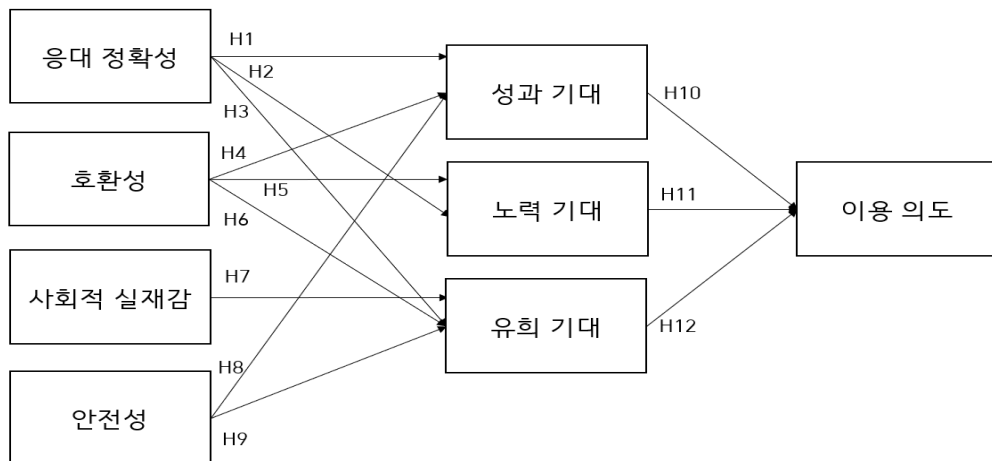 응대 정확성
호환성
사회적 실재감
안전성
H1
H2
H3
H4
H5
H6
H7
H8
H9
성과 기대
노력 기대
유희 기대
H10
H11
H12
이용 의도